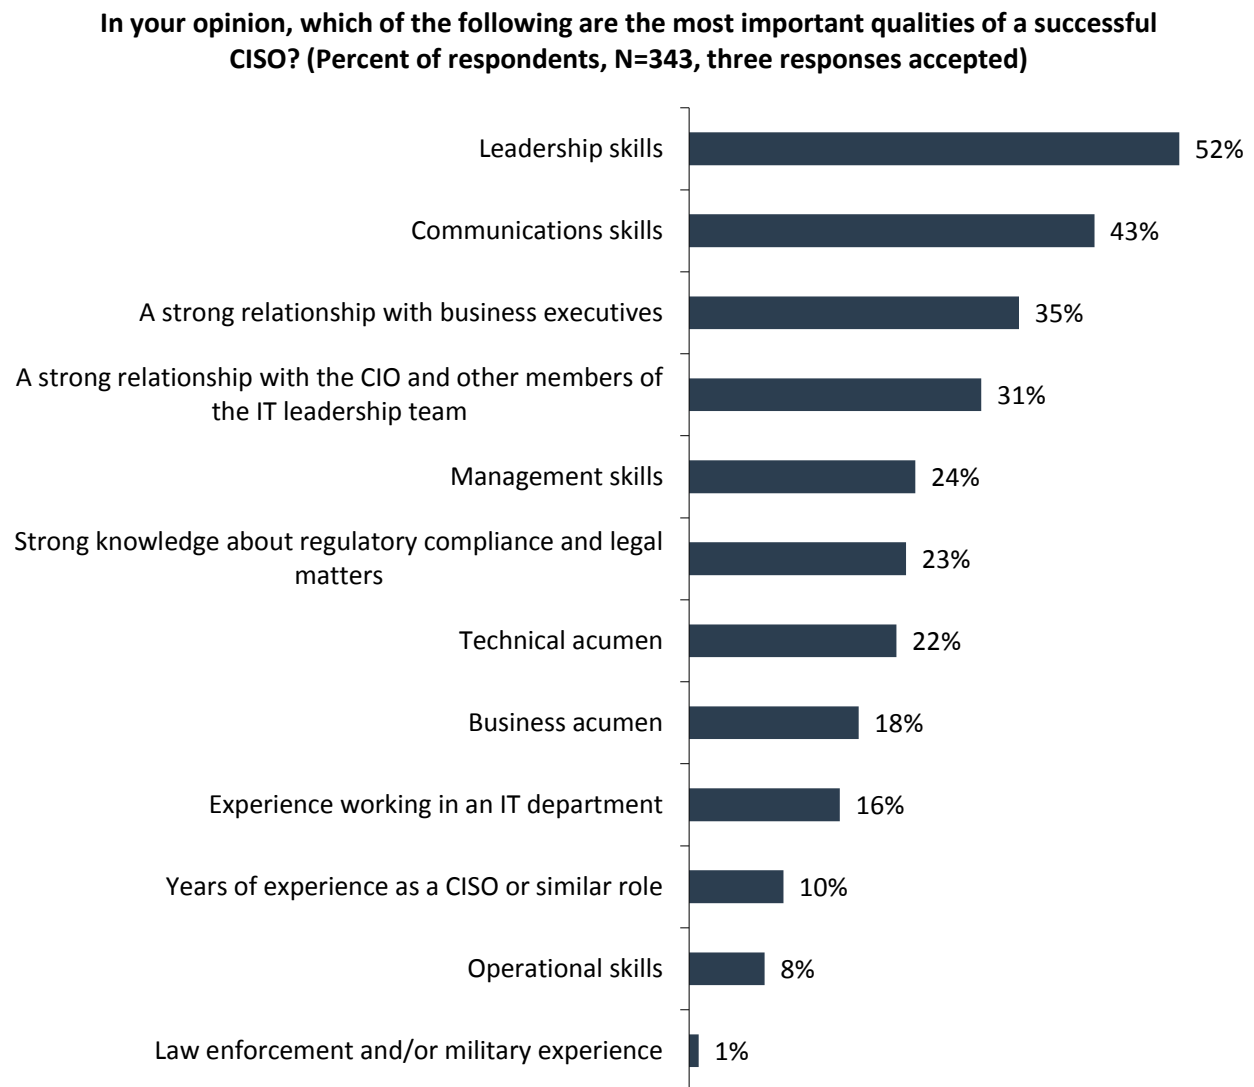 In your opinion, which of the following are the most important qualities of a successful
CISO? (Percent of respondents, N=343, three responses accepted)
Leadership skills 52%
Communications skills 43%
A strong relationship with business executives 35%
A strong relationship with the CIO and other members of
the IT leadership team 31%
Management skills 24%
Strong knowledge about regulatory compliance and legal
matters 23%
Technical acumen 22%
Business acumen 18%
Experience working in an IT department 16%
Years of experience as a CISO or similar role 10%
Operational skills 8%
Law enforcement and/or military experience 1%